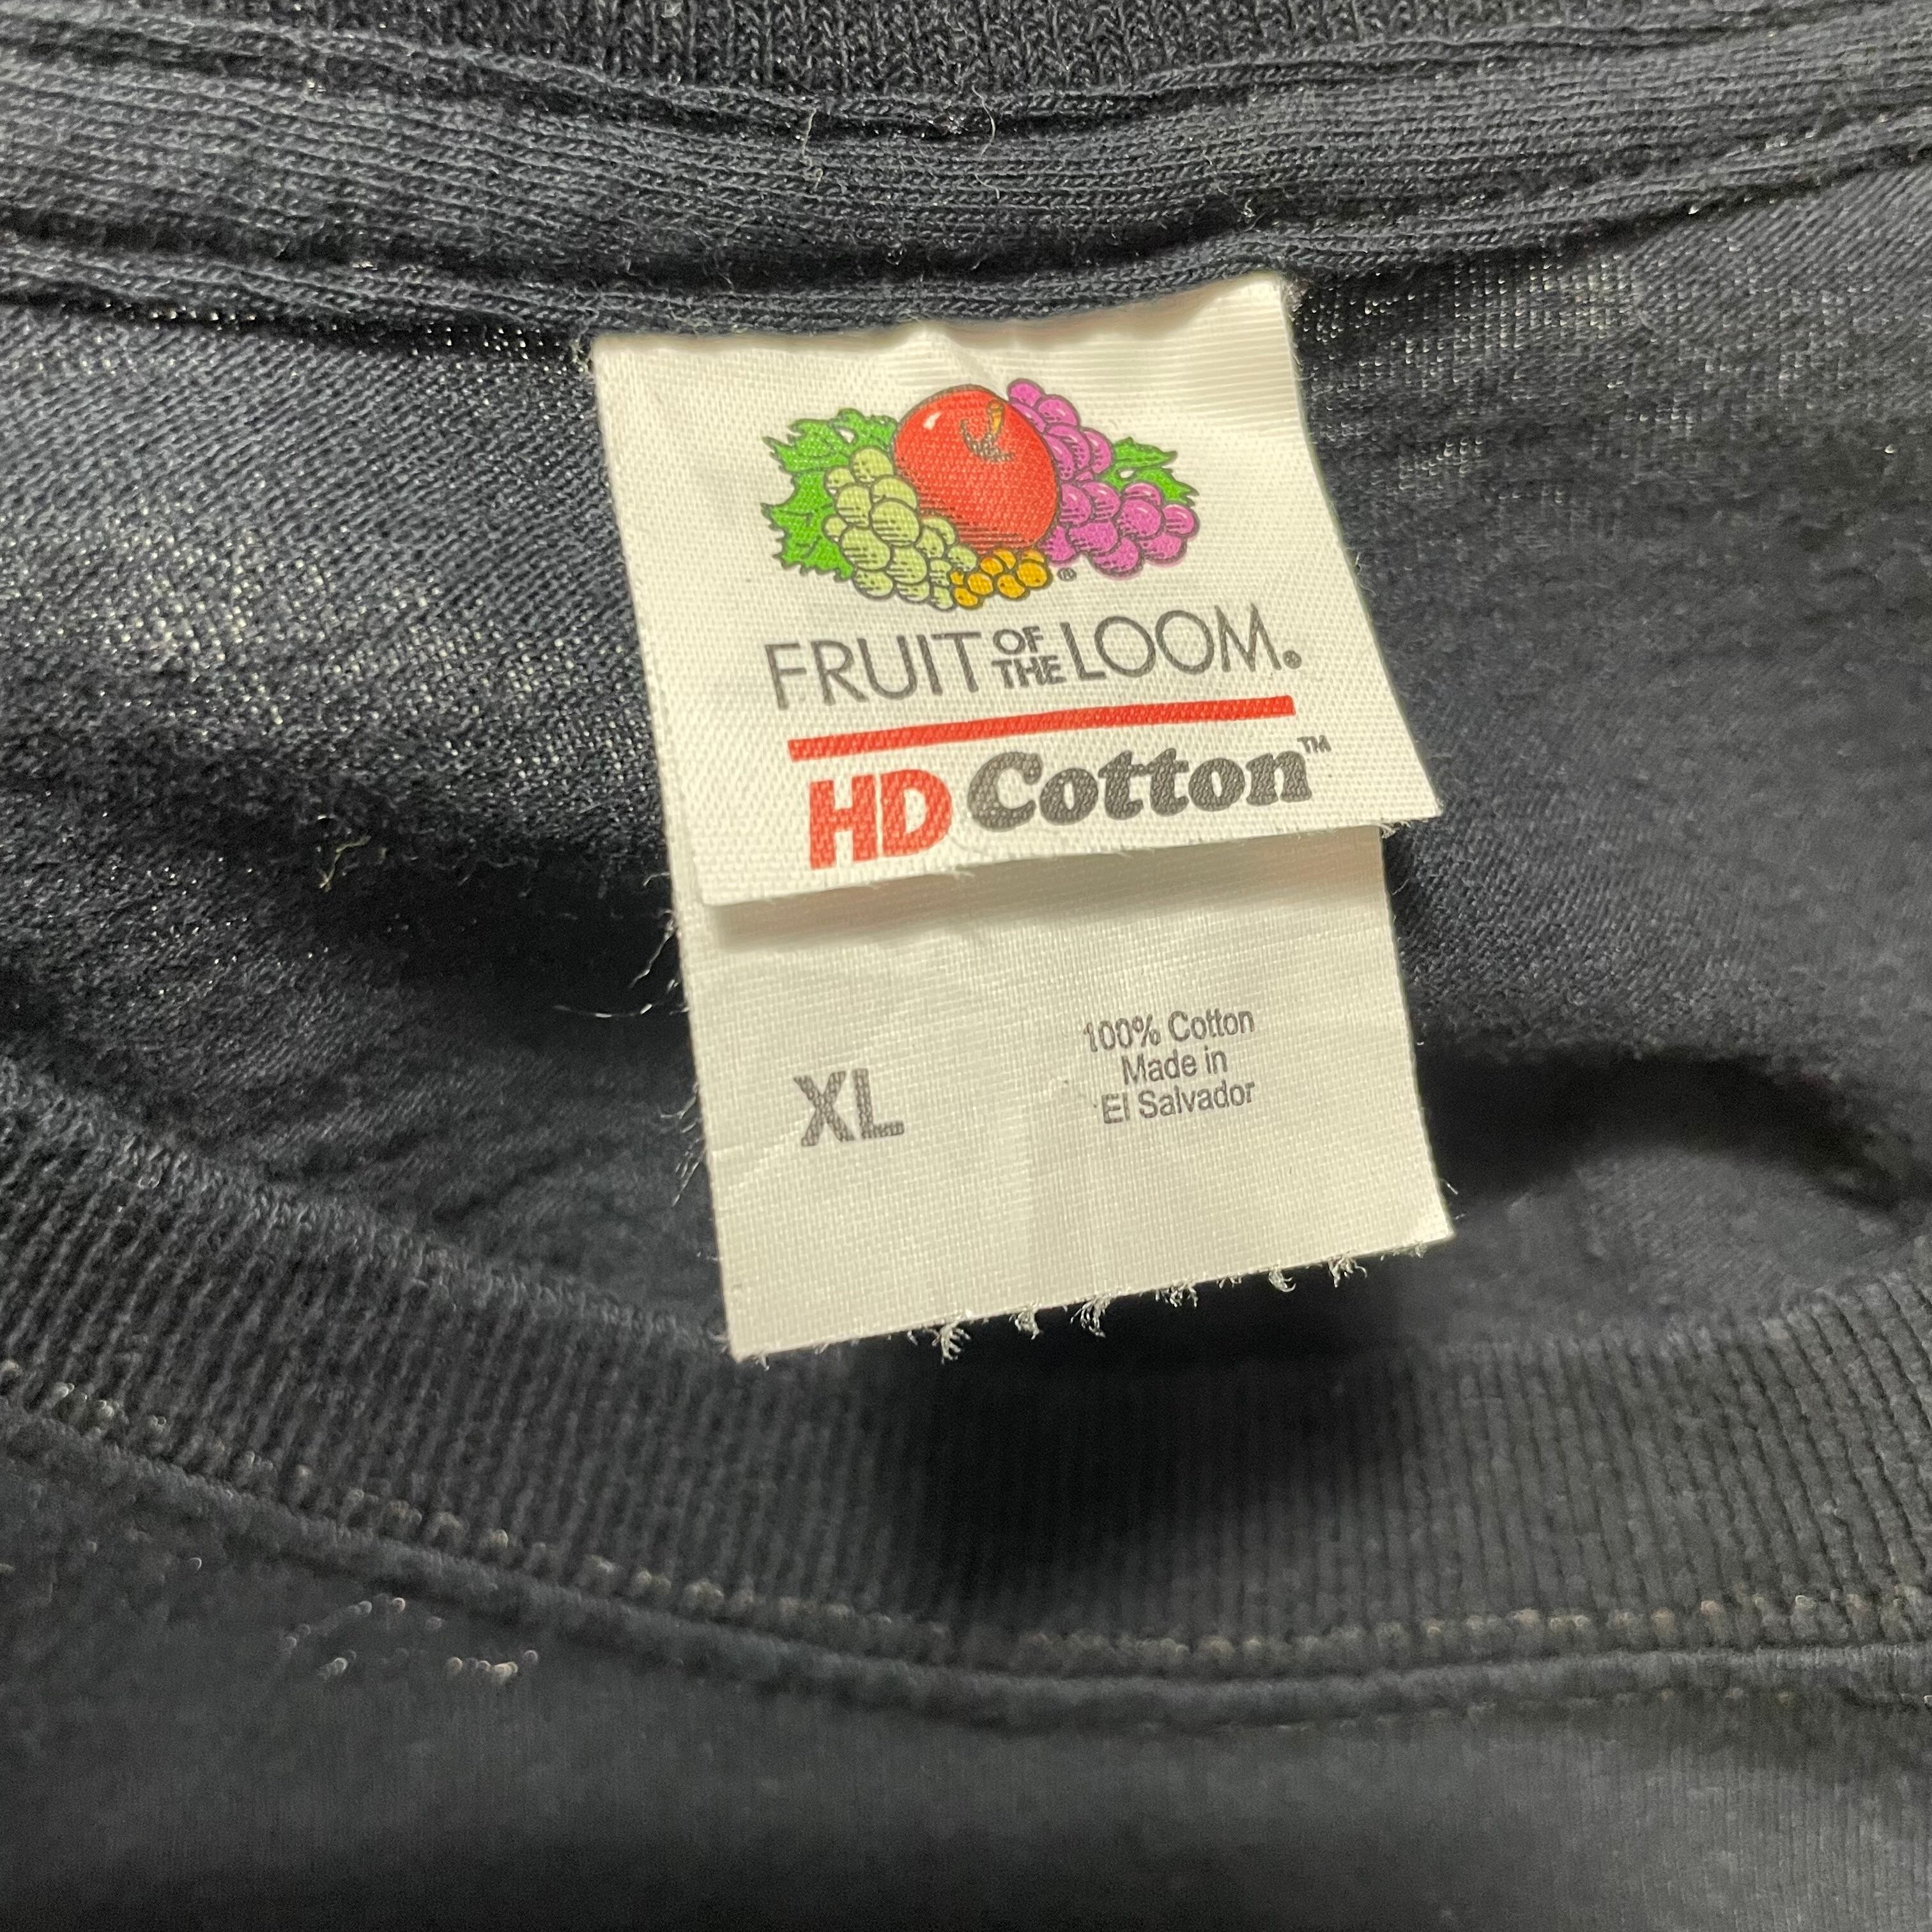 FRUIT OF THE LOOM®
HD Cotton™
XL
100% Cotton
Made in
El Salvador